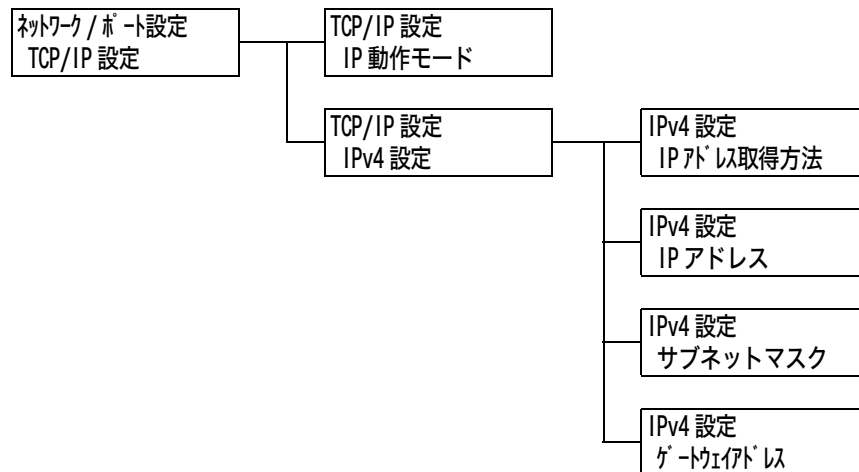 ﾈｯﾄﾜｰｸ / ﾎﾟｰﾄ設定
TCP/IP 設定
TCP/IP 設定
IP 動作モード
TCP/IP 設定
IPv4 設定
IPv4 設定
IP ｱﾄﾞﾚｽ取得方法
IPv4 設定
IP アドレス
IPv4 設定
サブネットマスク
IPv4 設定
ｹﾞｰﾄｳｪｲｱﾄﾞﾚｽ